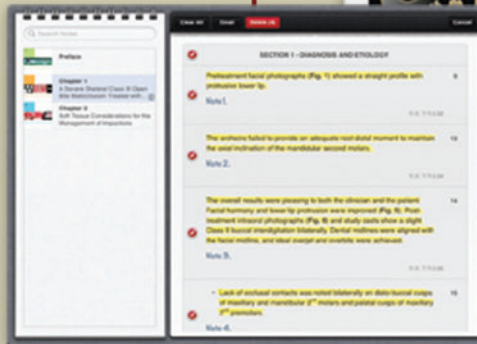 Clear All Email Delete (4) Cancel
Search Notes
Preface
Chapter 1
A Severe Skeletal Class III Open
Bite Malocclusion Treated with ...
Chapter 2
Soft Tissue Considerations for the
Management of Impactions
SECTION 1 - DIAGNOSIS AND ETIOLOGY
Pretreatment facial photographs (Fig. 1) showed a straight profile with
protrusive lower lip.
Note1.
The archwire failed to provide an adequate root distal moment to maintain
the axial inclination of the mandibular second molars.
Note 2.
The overall results were pleasing to both the clinician and the patient.
Facial harmony and lower lip protrusion were improved (Fig. 5). Post-
treatment intraoral photographs (Fig. 6) and study casts show a slight
Class II buccal interdigitation bilaterally. Dental midlines were aligned with
the facial midline, and ideal overjet and overbite were achieved.
Note 3.
- Lack of occlusal contacts was noted bilaterally on disto-buccal cusps
of maxillary and mandibular 2nd molars and palatal cusps of maxillary
2nd premolars.
Note 4.